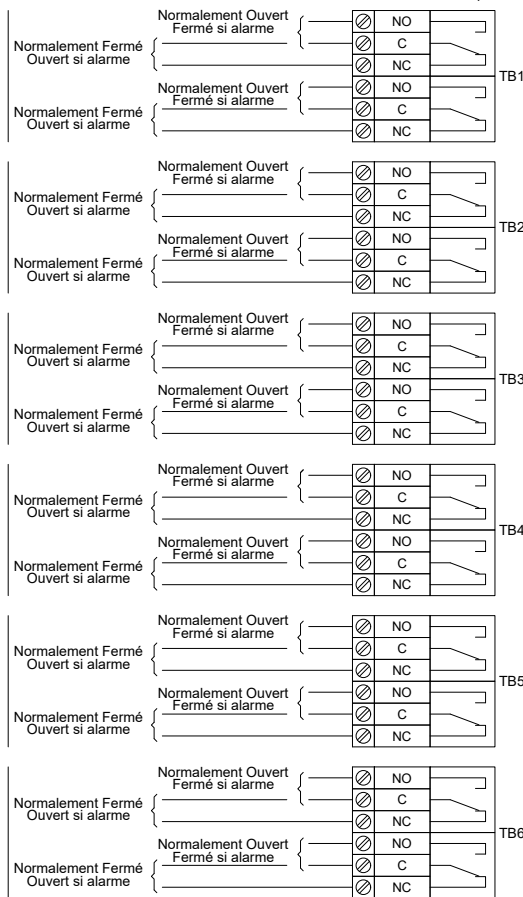 Normalement Ouvert
Fermé si alarme
NO
Normalement Fermé
Ouvert si alarme
C
NC
TB1
Normalement Ouvert
Fermé si alarme
NO
Normalement Fermé
Ouvert si alarme
C
NC
Normalement Ouvert
Fermé si alarme
NO
Normalement Fermé
Ouvert si alarme
C
NC
TB2
Normalement Ouvert
Fermé si alarme
NO
Normalement Fermé
Ouvert si alarme
C
NC
Normalement Ouvert
Fermé si alarme
NO
Normalement Fermé
Ouvert si alarme
C
NC
TB3
Normalement Ouvert
Fermé si alarme
NO
Normalement Fermé
Ouvert si alarme
C
NC
Normalement Ouvert
Fermé si alarme
NO
Normalement Fermé
Ouvert si alarme
C
NC
TB4
Normalement Ouvert
Fermé si alarme
NO
Normalement Fermé
Ouvert si alarme
C
NC
Normalement Ouvert
Fermé si alarme
NO
Normalement Fermé
Ouvert si alarme
C
NC
TB5
Normalement Ouvert
Fermé si alarme
NO
Normalement Fermé
Ouvert si alarme
C
NC
Normalement Ouvert
Fermé si alarme
NO
Normalement Fermé
Ouvert si alarme
C
NC
TB6
Normalement Ouvert
Fermé si alarme
NO
Normalement Fermé
Ouvert si alarme
C
NC